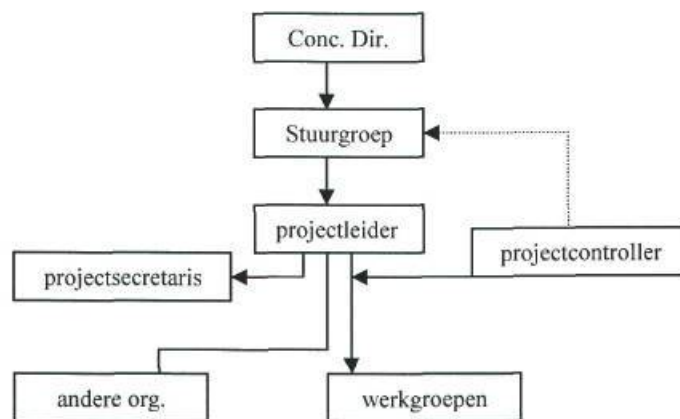 Conc. Dir.
Stuurgroep
projectleider
projectcontroller
projectsecretaris
andere org.
werkgroepen